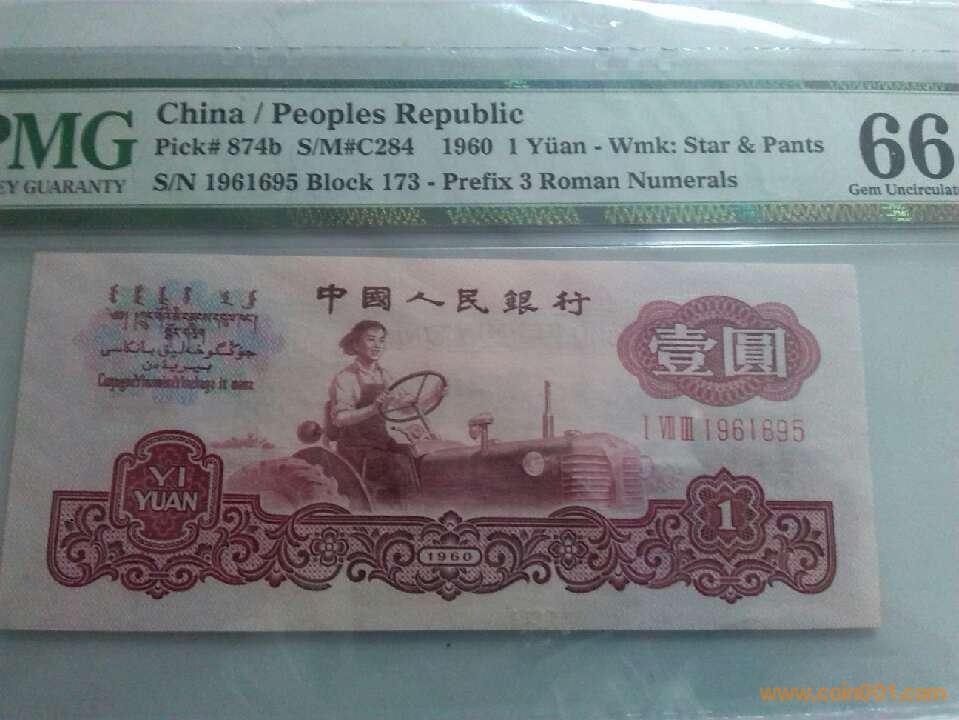 PMG
EY GUARANTY
China / Peoples Republic
Pick# 874b S/M#C284 1960 1 Yüan - Wmk: Star & Pants
S/N 1961695 Block 173 - Prefix 3 Roman Numerals
66
Gem Uncirculate
中國人民銀行
壹圓
I VII III 1961695
YI
YUAN
1960
1
www.coin001.com